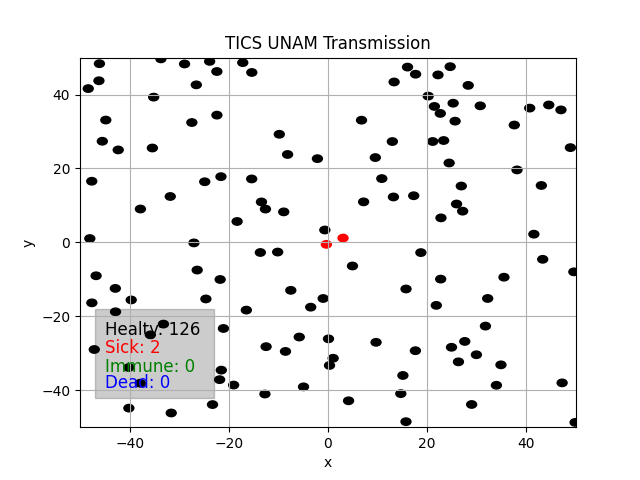 TICS UNAM Transmission
y
40
20
0
−20
−40
Healty: 126
Sick: 2
Immune: 0
Dead: 0
−40 −20 0 20 40
x